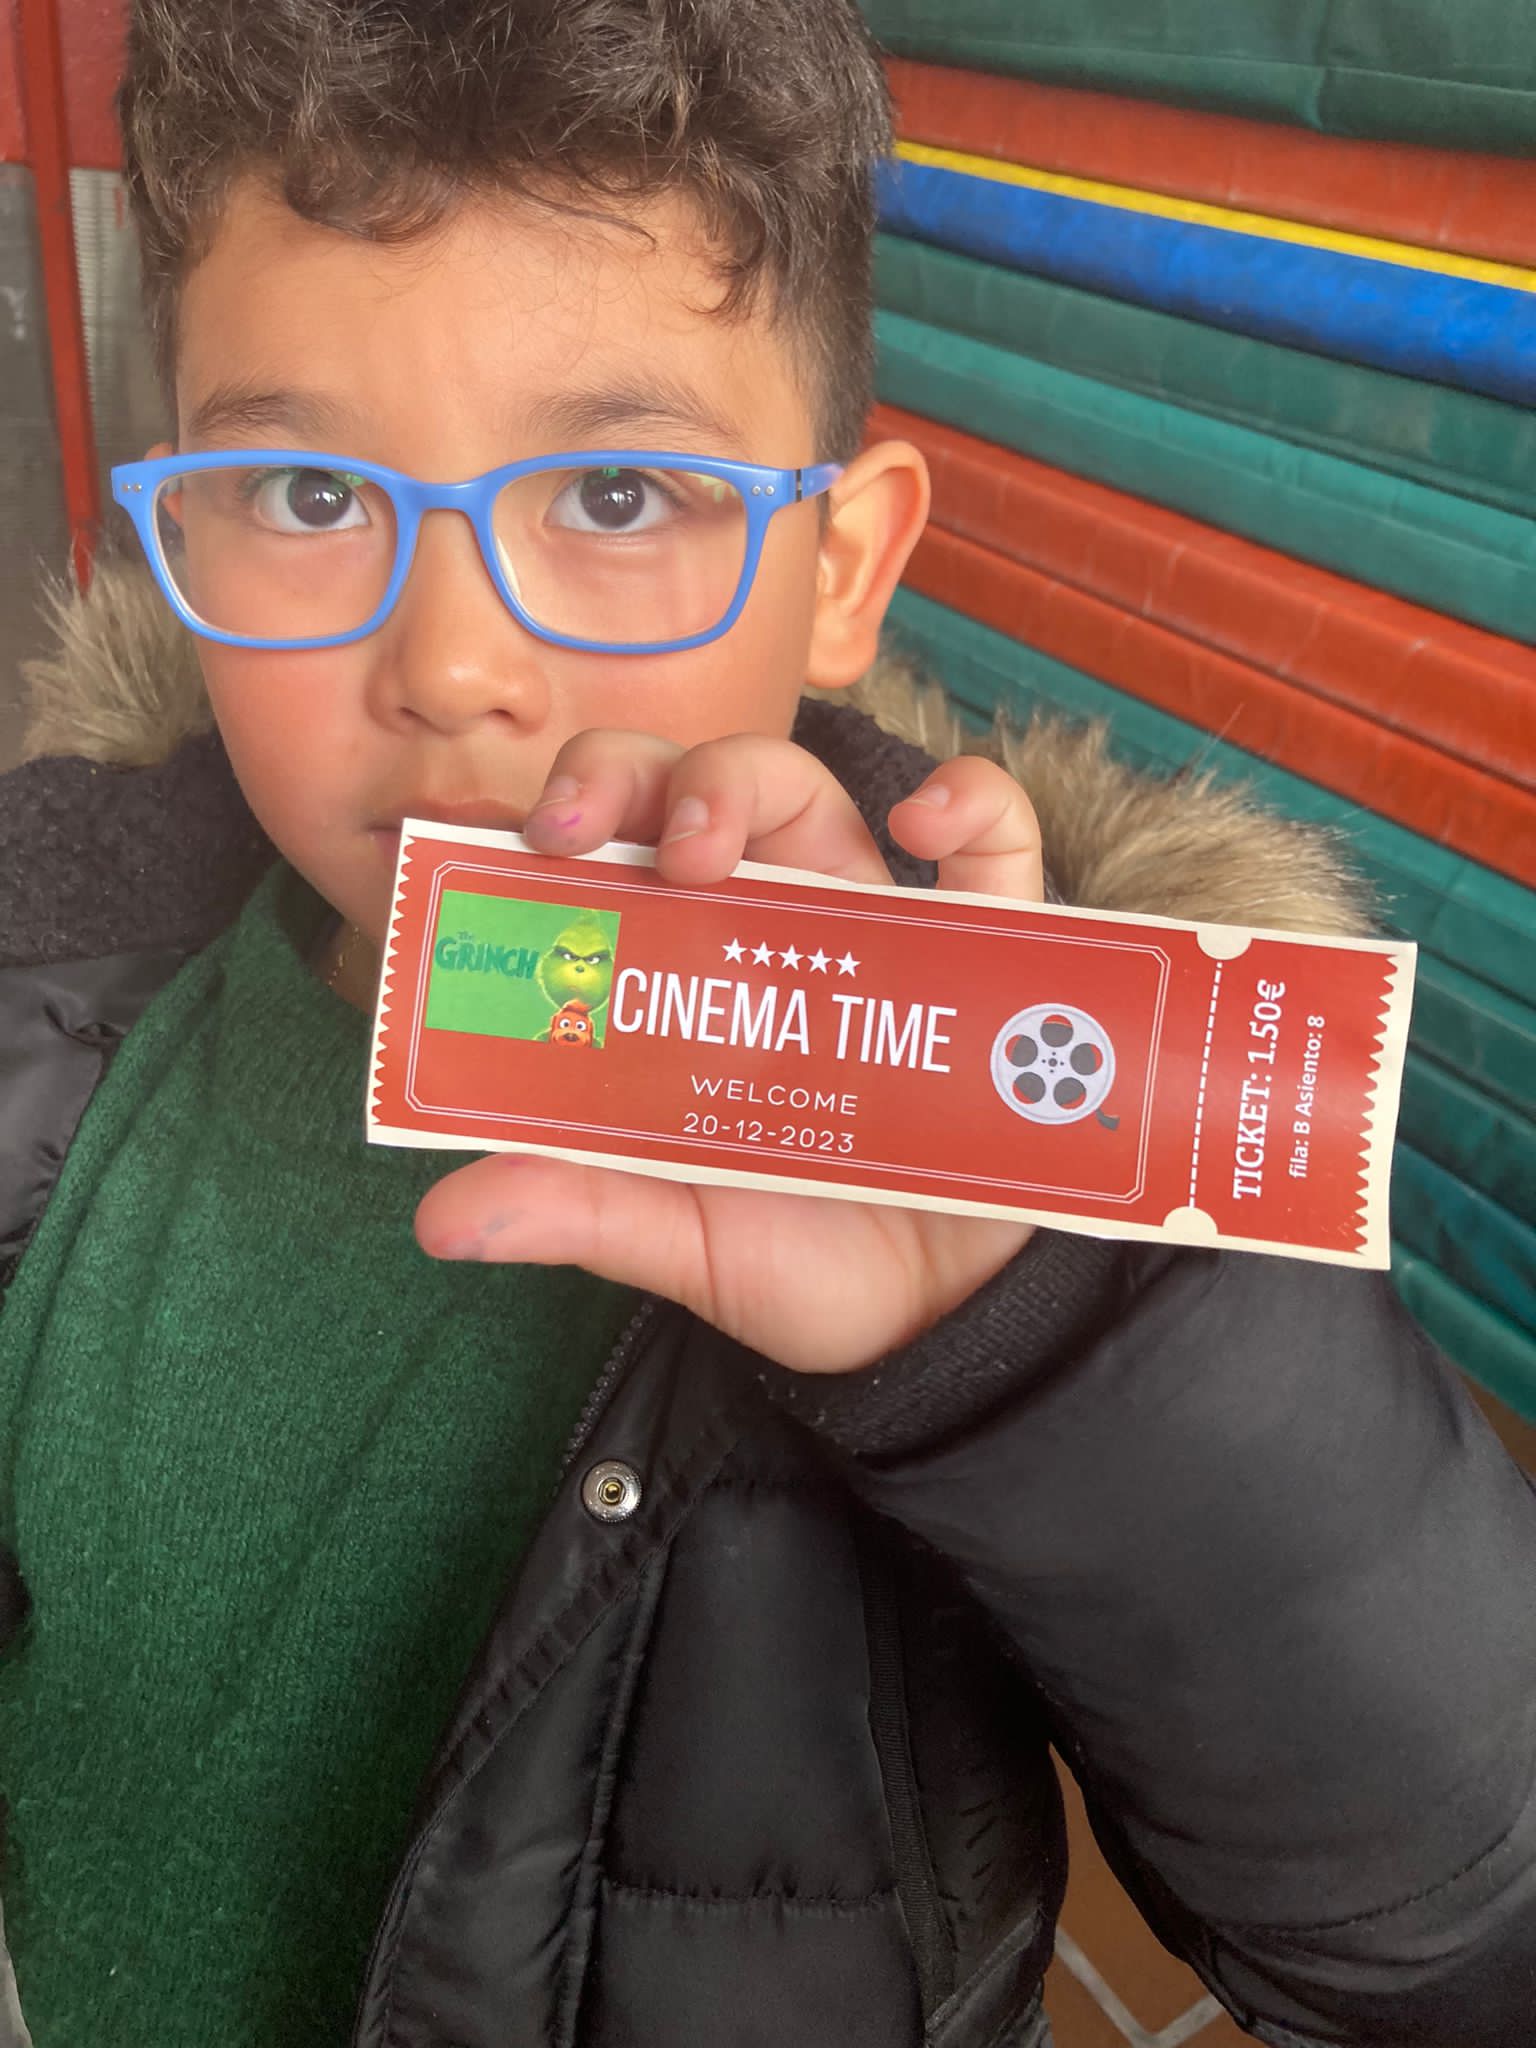 The
GRINCH
CINEMA TIME
WELCOME
20-12-2023
TICKET: 1.50€
fila: B Asiento: 8